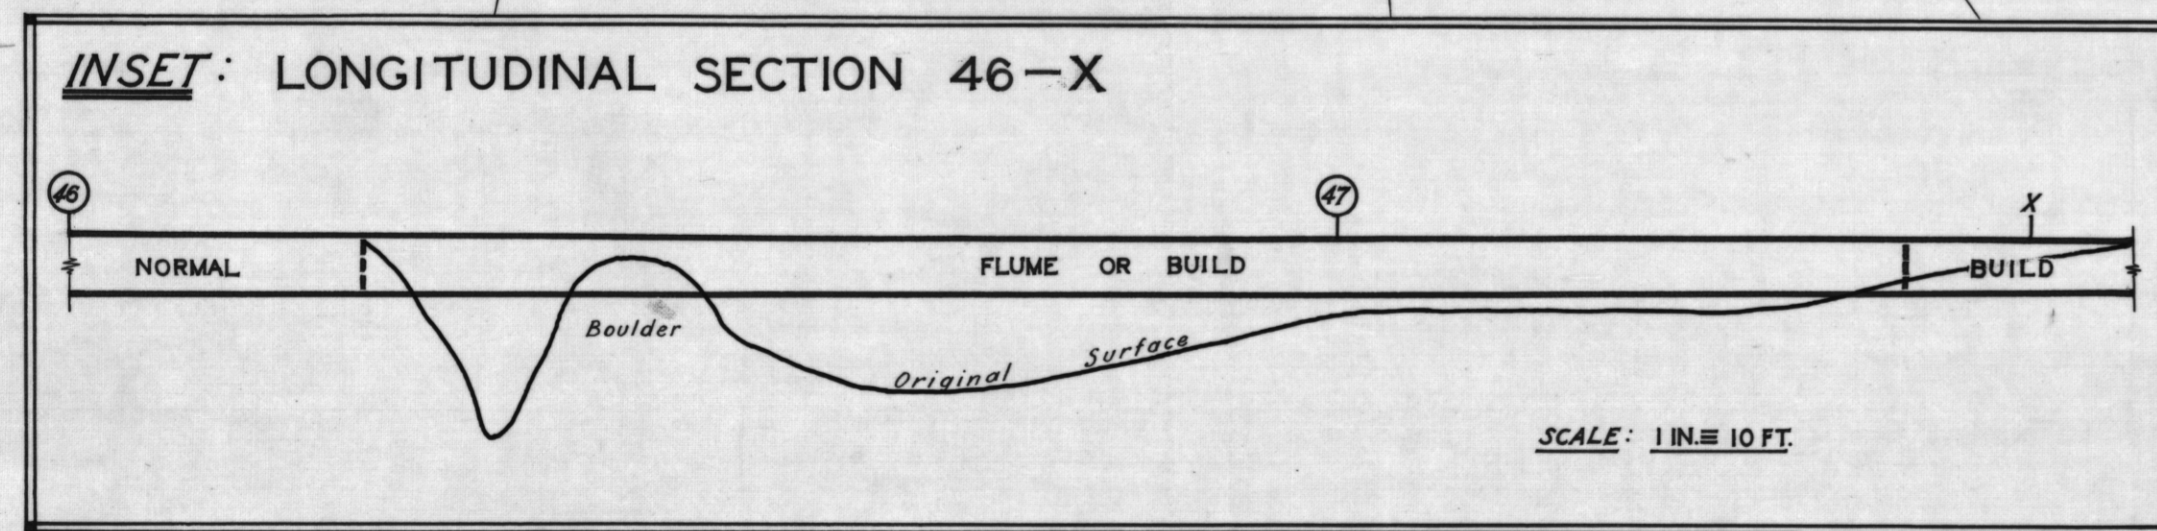 INSET: LONGITUDINAL SECTION 46-X
46
47
X
NORMAL
FLUME OR BUILD
BUILD
Boulder
Original Surface
SCALE: 1 IN.≡ 10 FT.